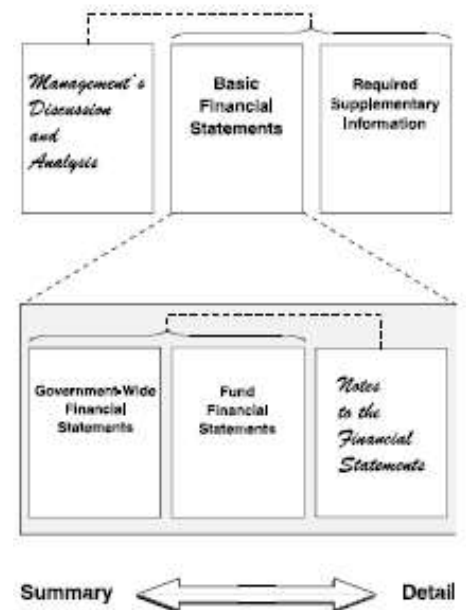 Management's
Discussion
and
Analysis
Basic
Financial
Statements
Required
Supplementary
Information
Government-Wide
Financial
Statements
Fund
Financial
Statements
Notes
to the
Financial
Statements
Summary
Detail